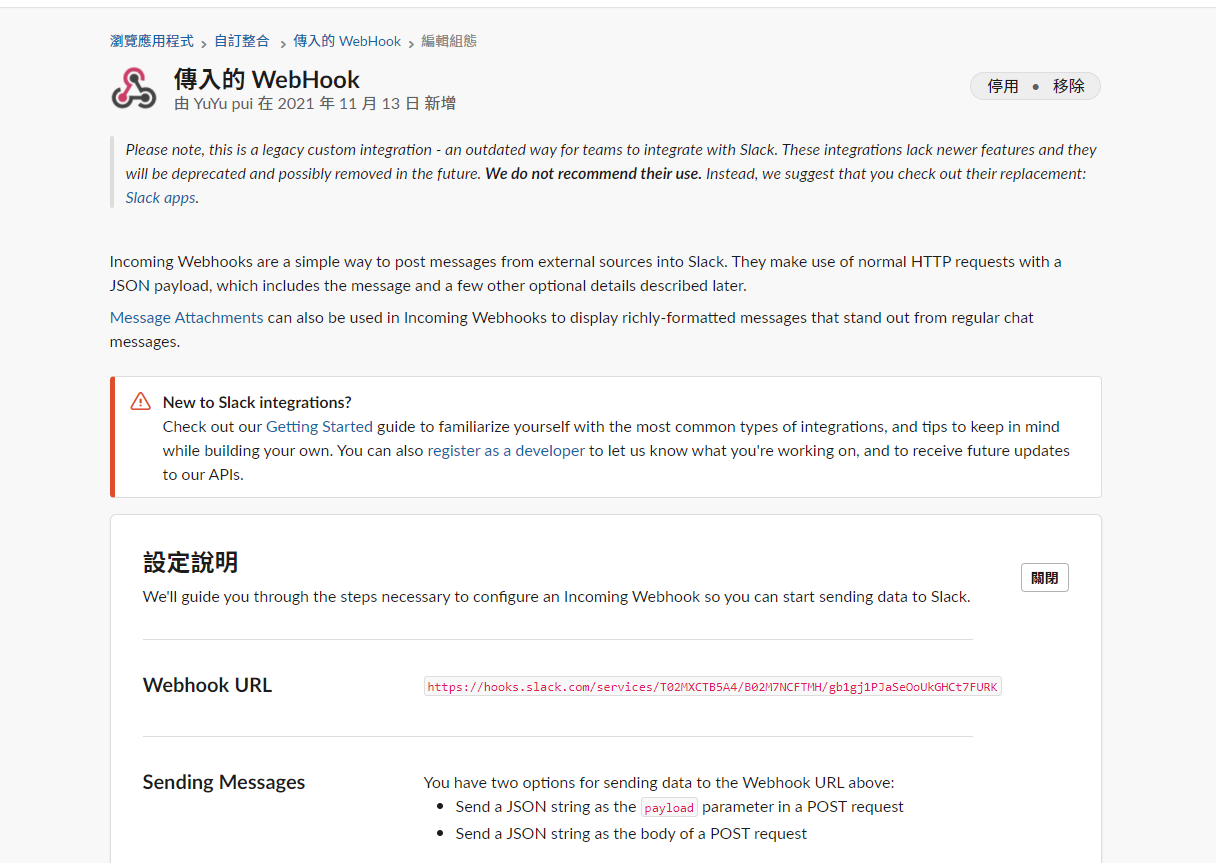 瀏覽應用程式 › 自訂整合 › 傳入的 WebHook › 編輯組態
傳入的 WebHook
由 YuYu pui 在 2021 年 11 月 13 日 新增
停用 • 移除
Please note, this is a legacy custom integration - an outdated way for teams to integrate with Slack. These integrations lack newer features and they
will be deprecated and possibly removed in the future. We do not recommend their use. Instead, we suggest that you check out their replacement:
Slack apps.
Incoming Webhooks are a simple way to post messages from external sources into Slack. They make use of normal HTTP requests with a
JSON payload, which includes the message and a few other optional details described later.
Message Attachments can also be used in Incoming Webhooks to display richly-formatted messages that stand out from regular chat
messages.
New to Slack integrations?
Check out our Getting Started guide to familiarize yourself with the most common types of integrations, and tips to keep in mind
while building your own. You can also register as a developer to let us know what you're working on, and to receive future updates
to our APIs.
設定說明
關閉
We'll guide you through the steps necessary to configure an Incoming Webhook so you can start sending data to Slack.
Webhook URL
https://hooks.slack.com/services/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
Sending Messages
You have two options for sending data to the Webhook URL above:
• Send a JSON string as the payload parameter in a POST request
• Send a JSON string as the body of a POST request